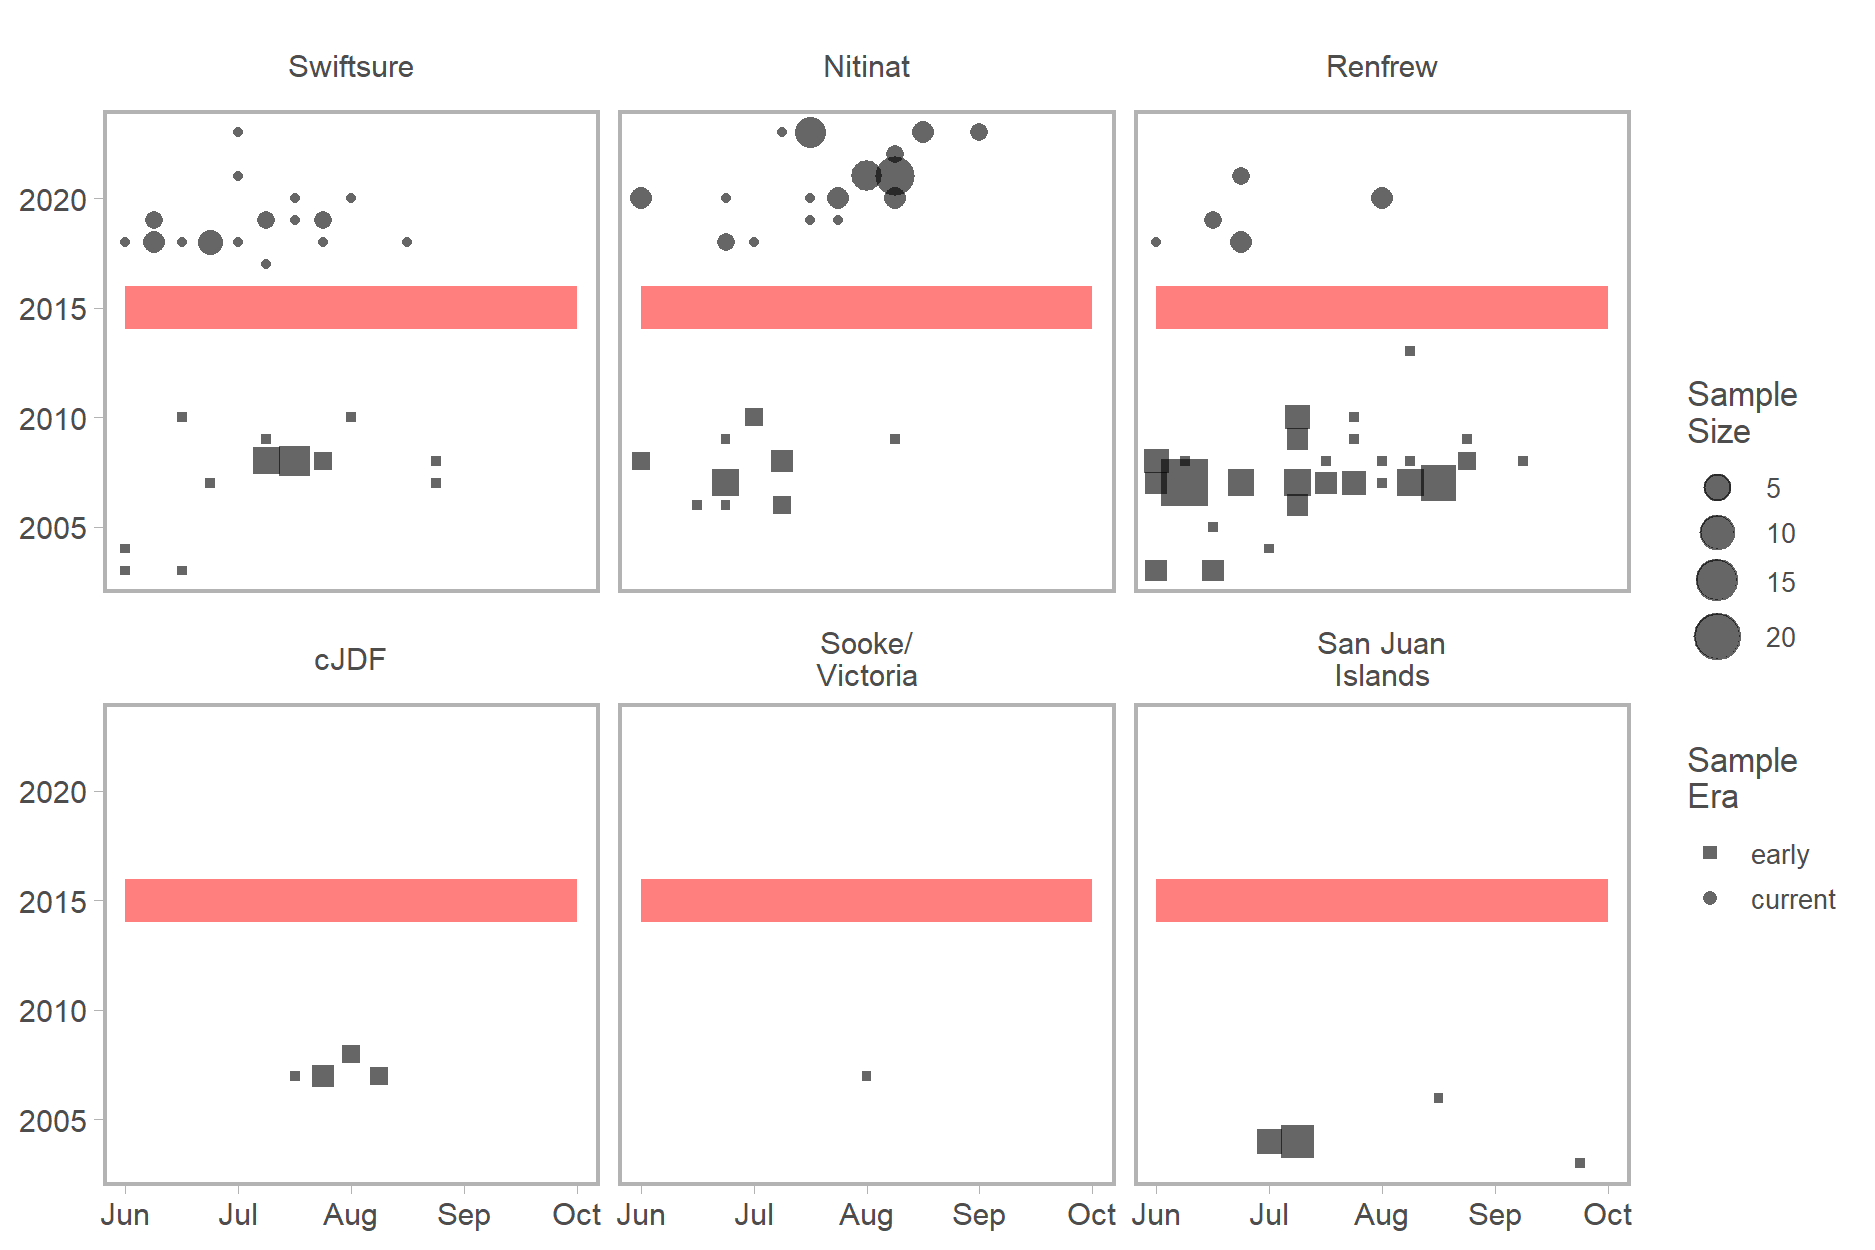 Swiftsure
Nitinat
Renfrew
2020
2015
2010
2005
cJDF
Sooke/
Victoria
San Juan
Islands
2020
2015
2010
2005
Jun
Jul
Aug
Sep
Oct
Jun
Jul
Aug
Sep
Oct
Jun
Jul
Aug
Sep
Oct
Sample
Size
5
10
15
20
Sample
Era
early
current